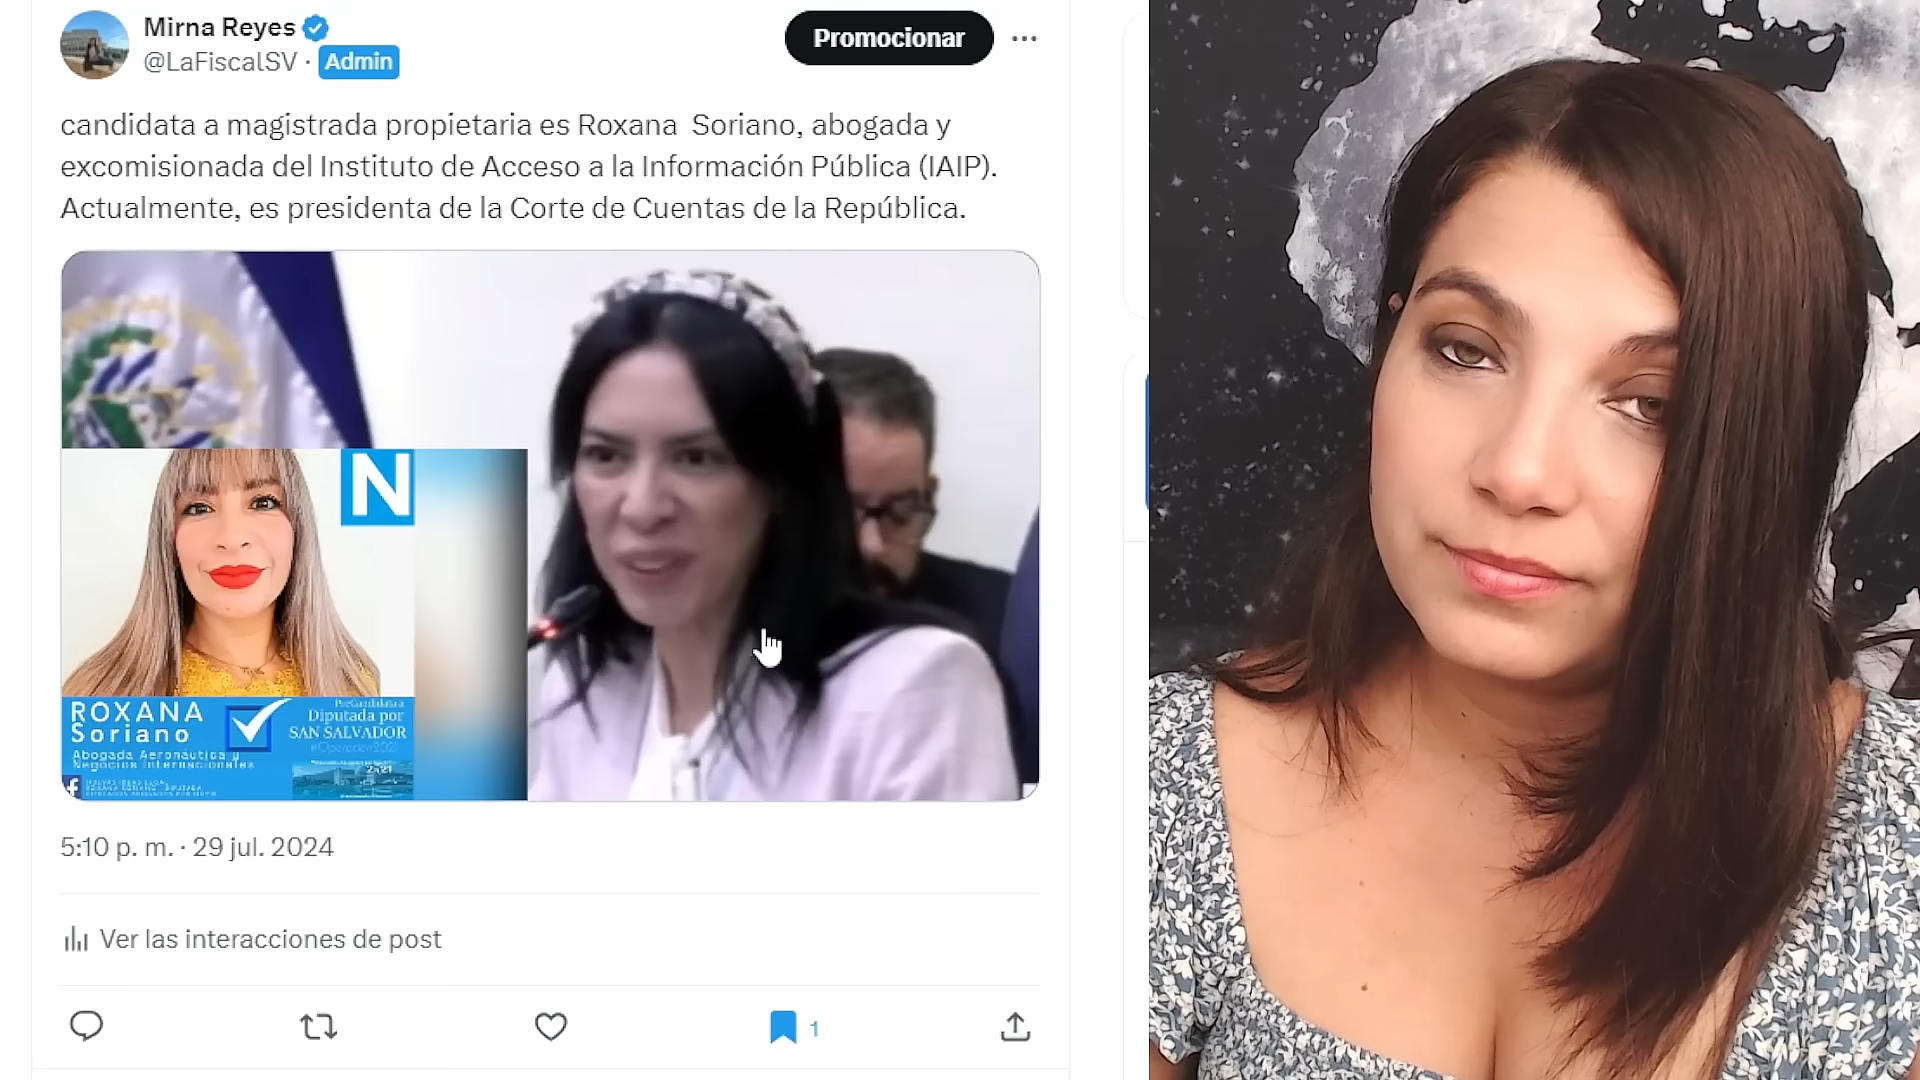 Mirna Reyes
@LaFiscalSV · Admin
Promocionar
candidata a magistrada propietaria es Roxana Soriano, abogada y
excomisionada del Instituto de Acceso a la Información Pública (IAIP).
Actualmente, es presidenta de la Corte de Cuentas de la República.
N
ROXANA
Soriano
Abogada Aeronáutica y
Negocios Internacionales
PreCandidata a
Diputada por
SAN SALVADOR
2021
5:10 p. m. · 29 jul. 2024
Ver las interacciones de post
1